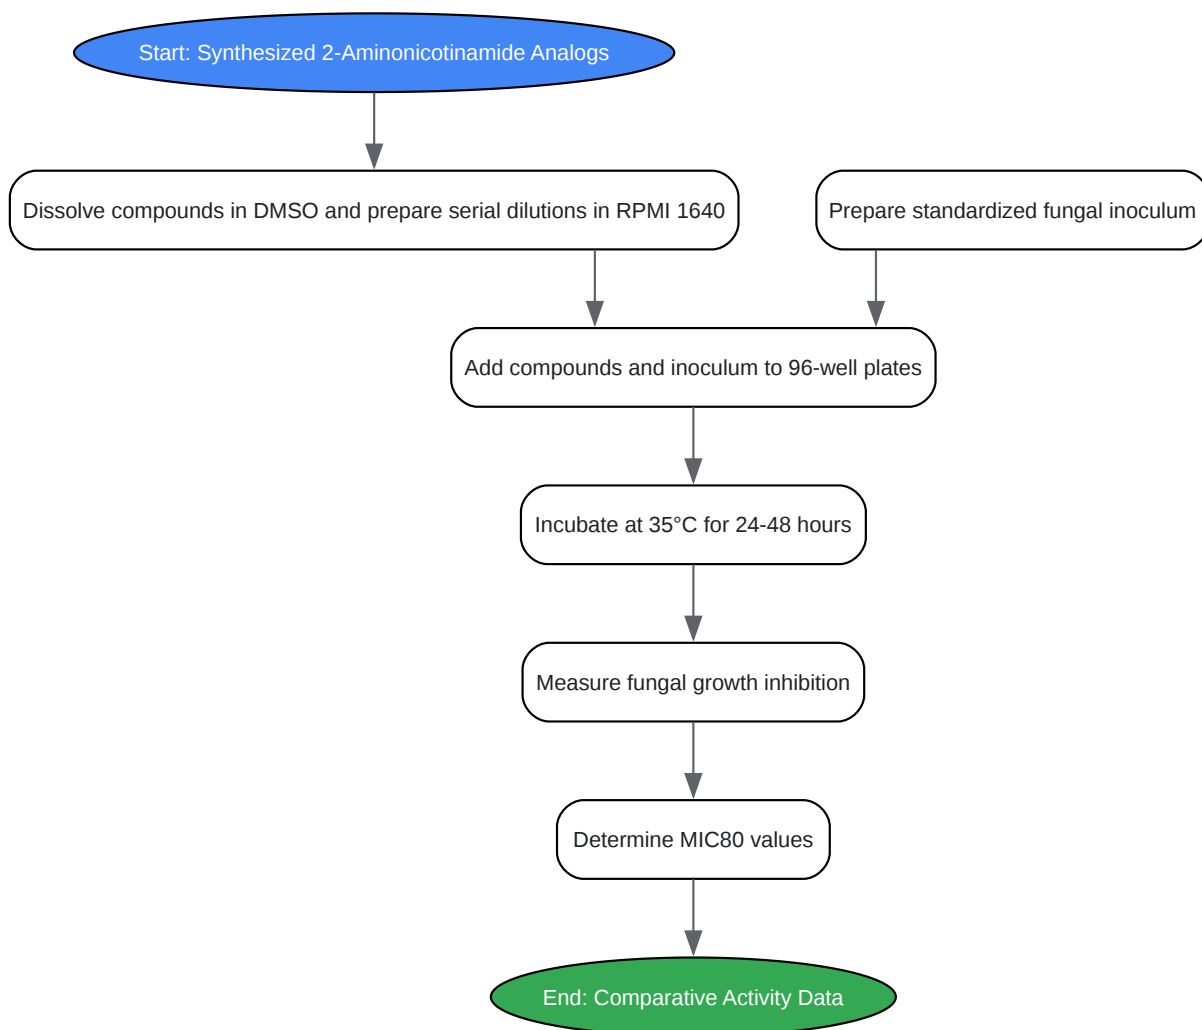 Start: Synthesized 2-Aminonicotinamide Analogs
Dissolve compounds in DMSO and prepare serial dilutions in RPMI 1640
Prepare standardized fungal inoculum
Add compounds and inoculum to 96-well plates
Incubate at 35°C for 24-48 hours
Measure fungal growth inhibition
Determine MIC80 values
End: Comparative Activity Data